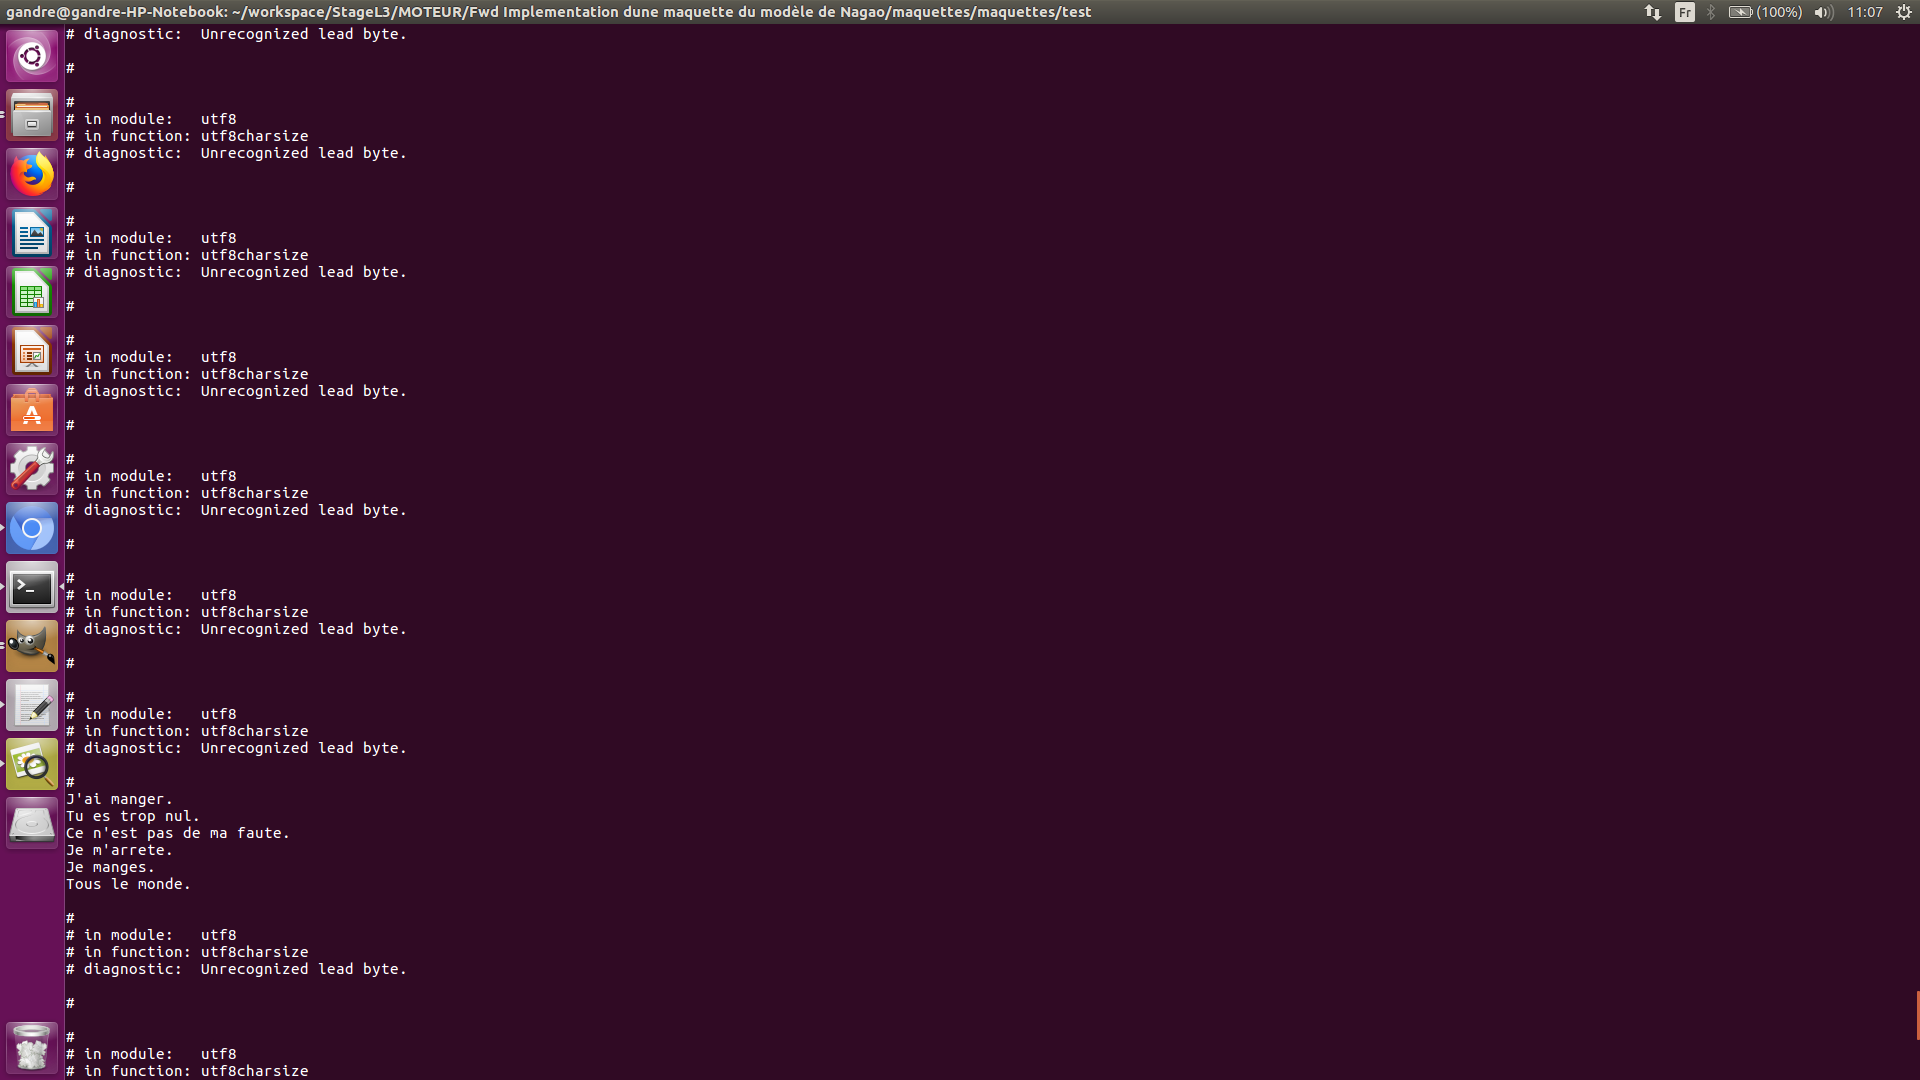 gandre@gandre-HP-Notebook: ~/workspace/StageL3/MOTEUR/Fwd Implementation dune maquette du modèle de Nagao/maquettes/maquettes/test
Fr
(100%)
11:07
# diagnostic:  Unrecognized lead byte.
#
#
# in module:   utf8
# in function: utf8charsize
# diagnostic:  Unrecognized lead byte.
#
#
# in module:   utf8
# in function: utf8charsize
# diagnostic:  Unrecognized lead byte.
#
#
# in module:   utf8
# in function: utf8charsize
# diagnostic:  Unrecognized lead byte.
#
#
# in module:   utf8
# in function: utf8charsize
# diagnostic:  Unrecognized lead byte.
#
#
# in module:   utf8
# in function: utf8charsize
# diagnostic:  Unrecognized lead byte.
#
#
# in module:   utf8
# in function: utf8charsize
# diagnostic:  Unrecognized lead byte.
#
J'ai manger.
Tu es trop nul.
Ce n'est pas de ma faute.
Je m'arrete.
Je manges.
Tous le monde.
#
# in module:   utf8
# in function: utf8charsize
# diagnostic:  Unrecognized lead byte.
#
#
# in module:   utf8
# in function: utf8charsize